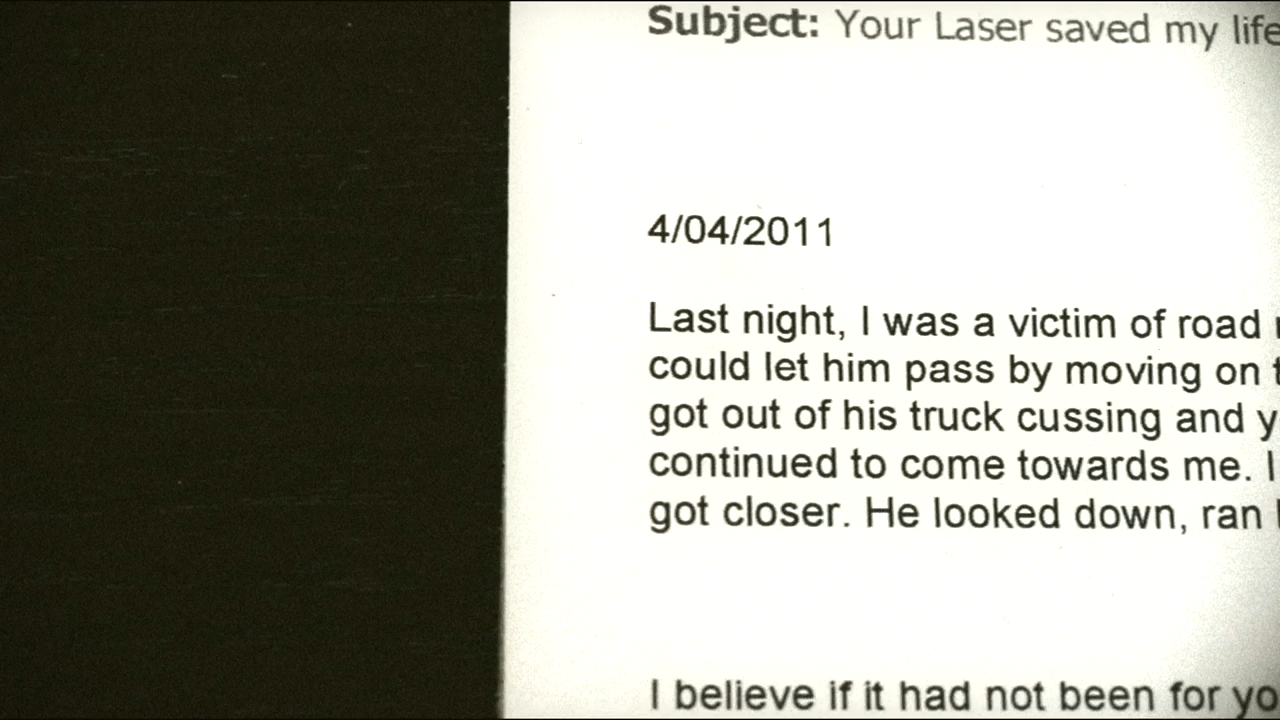 Subject: Your Laser saved my life
4/04/2011
Last night, I was a victim of road
could let him pass by moving on
got out of his truck cussing and
continued to come towards me. I
got closer. He looked down, ran
I believe if it had not been for